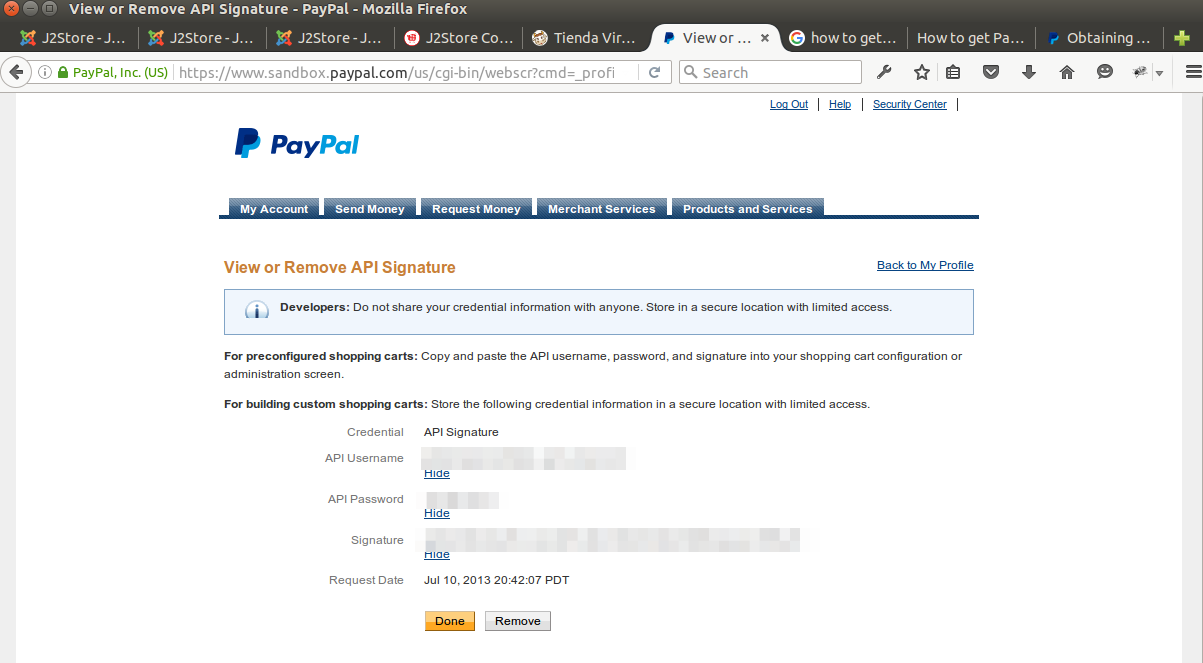 View or Remove API Signature - PayPal - Mozilla Firefox
J2Store - J... J2Store - J... J2Store - J... J2Store Co... Tienda Vir... View or ... how to get... How to get Pa... Obtaining ...
PayPal, Inc. (US) https://www.sandbox.paypal.com/us/cgi-bin/webscr?cmd=_profi Search
Log Out Help Security Center
PayPal
My Account Send Money Request Money Merchant Services Products and Services
View or Remove API Signature Back to My Profile
Developers: Do not share your credential information with anyone. Store in a secure location with limited access.
For preconfigured shopping carts: Copy and paste the API username, password, and signature into your shopping cart configuration or
administration screen.
For building custom shopping carts: Store the following credential information in a secure location with limited access.
Credential API Signature
API Username
Hide
API Password
Hide
Signature
Hide
Request Date Jul 10, 2013 20:42:07 PDT
Done Remove